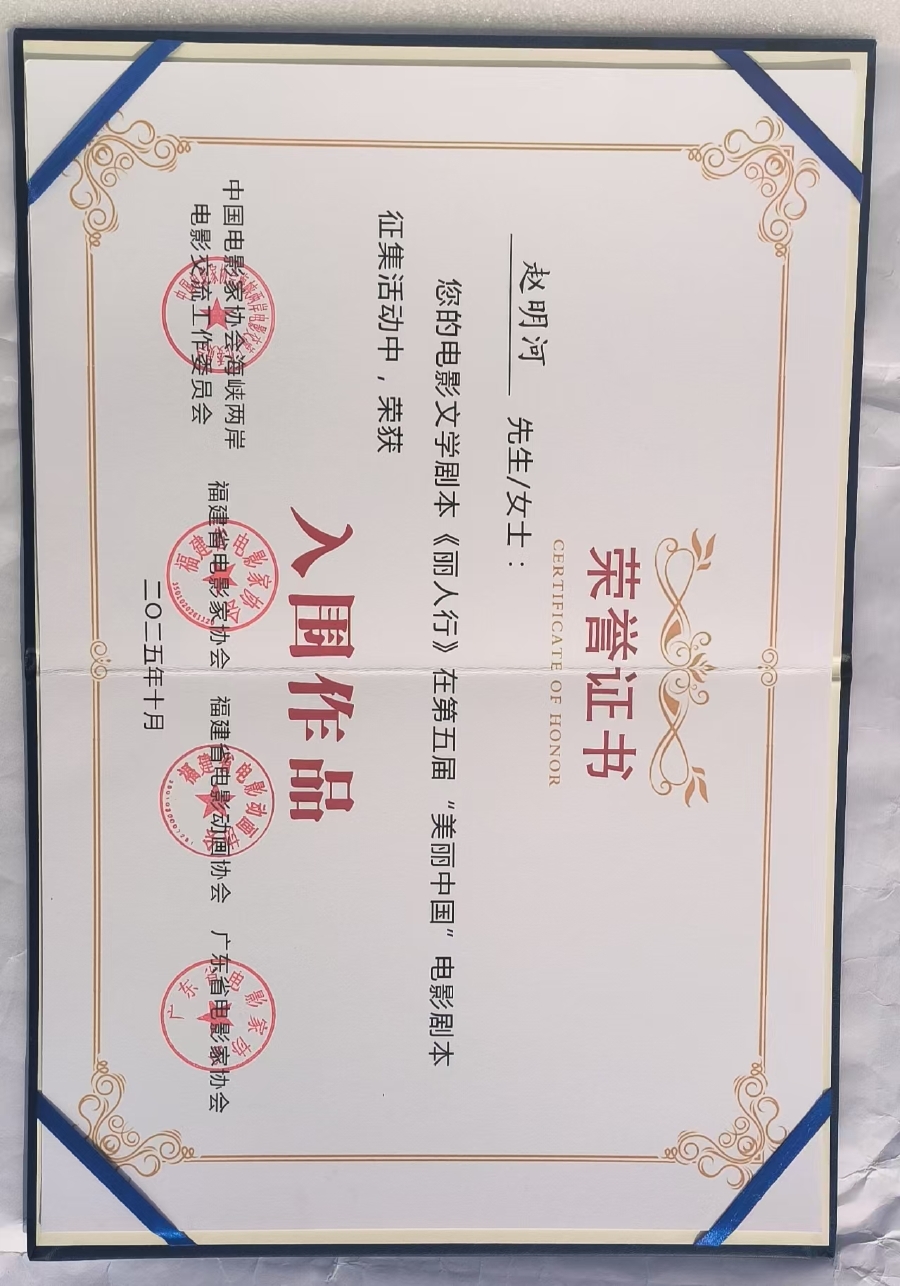 荣誉证书
CERTIFICATE OF HONOR
赵明河 先生/女士：
您的电影文学剧本《丽人行》在第五届“美丽中国”电影剧本
征集活动中，荣获
入围作品
中国电影家协会海峡两岸
电影交流工作委员会
福建省电影家协会
福建省电影动画协会
广东省电影家协会
二〇二五年十月